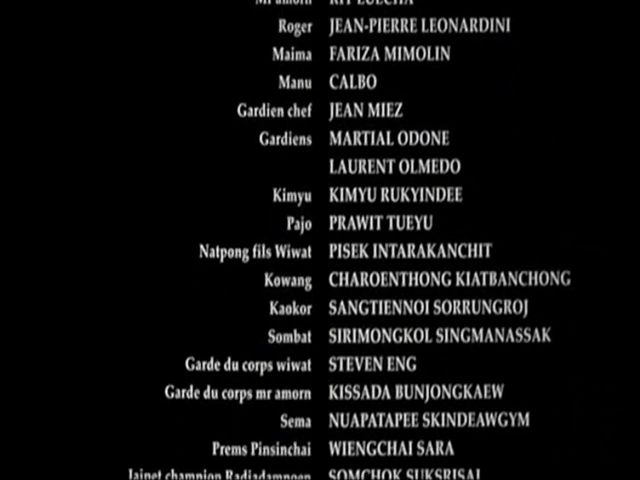 Roger JEAN-PIERRE LEONARDINI
Maima FARIZA MIMOLIN
Manu CALBO
Gardien chef JEAN MIEZ
Gardiens MARTIAL ODONE
LAURENT OLMEDO
Kimyu KIMYU RUKYINDEE
Pajo PRAWIT TUEYU
Natpong fils Wiwat PISEK INTARAKANCHIT
Kowang CHAROENTHONG KIATBANCHONG
Kaokor SANGTIENNOI SORRUNGROJ
Sombat SIRIMONGKOL SINGMANASSAK
Garde du corps wiwat STEVEN ENG
Garde du corps mr amorn KISSADA BUNJONGKAEW
Sema NUAPATAPEE SKINDEAWGYM
Prems Pinsinchai WIENGCHAI SARA
champion SOMCHOK SUKSRISAI